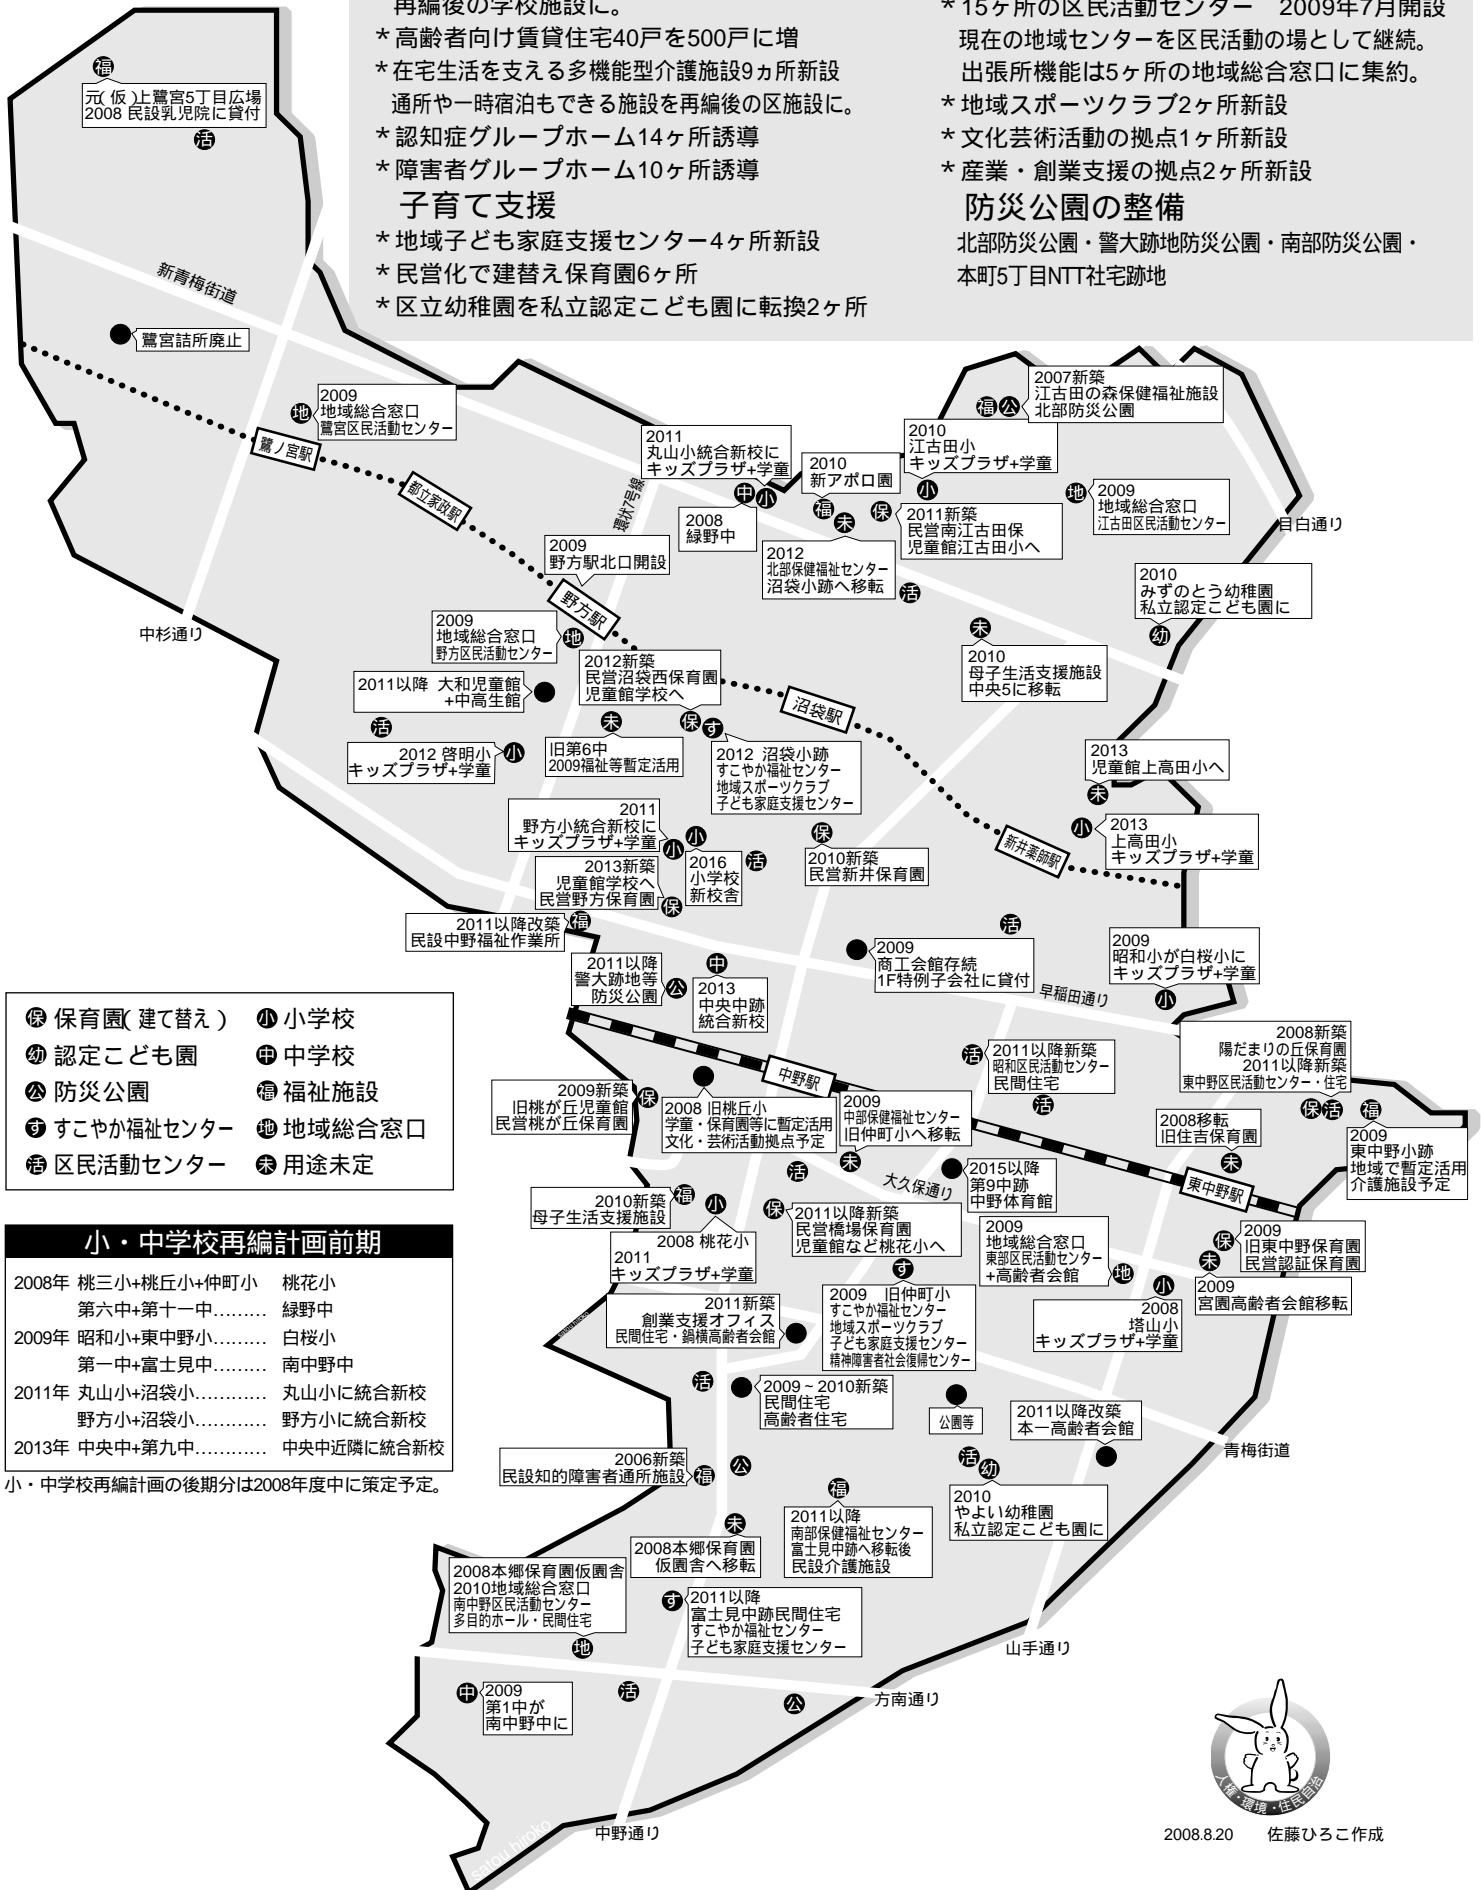 再編後の学校施設に。
*高齢者向け賃貸住宅40戸を500戸に増
*在宅生活を支える多機能型介護施設9ヵ所新設
通所や一時宿泊もできる施設を再編後の区施設に。
*認知症グループホーム14ヶ所誘導
*障害者グループホーム10ヶ所誘導
子育て支援
*地域子ども家庭支援センター4ヶ所新設
*民営化で建替え保育園6ヶ所
*区立幼稚園を私立認定こども園に転換2ヶ所
*15ヶ所の区民活動センター 2009年7月開設
現在の地域センターを区民活動の場として継続。
出張所機能は5ヶ所の地域総合窓口に集約。
*地域スポーツクラブ2ヶ所新設
*文化芸術活動の拠点1ヶ所新設
*産業・創業支援の拠点2ヶ所新設
防災公園の整備
北部防災公園・警大跡地防災公園・南部防災公園・
本町5丁目NTT社宅跡地
福
元(仮)上鷺宮5丁目広場
2008 民設乳児院に貸付
活
新青梅街道
鷺宮詰所廃止
2009
地域総合窓口
鷺宮区民活動センター
地
鷺ノ宮駅
都立家政駅
環状7号線
2011
丸山小統合新校に
キッズプラザ+学童
中小
2008
緑野中
2010
新アポロ園
福
未
2012
北部保健福祉センター
沼袋小跡へ移転
2007新築
江古田の森保健福祉施設
北部防災公園
福公
2010
江古田小
キッズプラザ+学童
小
保
2011新築
民営南江古田保
児童館江古田小へ
地
2009
地域総合窓口
江古田区民活動センター
目白通り
活
2010
みずのとう幼稚園
私立認定こども園に
幼
未
2010
母子生活支援施設
中央5に移転
2009
野方駅北口開設
野方駅
中杉通り
2009
地域総合窓口
野方区民活動センター
地
2012新築
民営沼袋西保育園
児童館学校へ
2011以降 大和児童館
+中高生館
活
2012 啓明小
キッズプラザ+学童
小
未
旧第6中
2009福祉等暫定活用
保す
2012 沼袋小跡
すこやか福祉センター
地域スポーツクラブ
子ども家庭支援センター
沼袋駅
2013
児童館上高田小へ
未
小
2013
上高田小
キッズプラザ+学童
新井薬師駅
2011
野方小統合新校に
キッズプラザ+学童
小
小
2016
小学校
新校舎
活
保
2010新築
民営新井保育園
2013新築
児童館学校へ
民営野方保育園
保
2011以降改築
民設中野福祉作業所
福
活
2009
商工会館存続
1F特例子会社に貸付
2009
昭和小が白桜小に
キッズプラザ+学童
小
早稲田通り
2011以降
警大跡地等
防災公園
公
中
2013
中央中跡
統合新校
保 保育園(建て替え)
小 小学校
幼 認定こども園
中 中学校
公 防災公園
福 福祉施設
す すこやか福祉センター
地 地域総合窓口
活 区民活動センター
未 用途未定
中野駅
2009新築
旧桃が丘児童館
民営桃が丘保育園
保
2008 旧桃丘小
学童・保育園等に暫定活用
文化・芸術活動拠点予定
2009
中部保健福祉センター
旧仲町小へ移転
未
活
活
2011以降新築
昭和区民活動センター
民間住宅
活
2008新築
陽だまりの丘保育園
2011以降新築
東中野区民活動センター・住宅
保活
福
2009
東中野小跡
地域で暫定活用
介護施設予定
2008移転
旧住吉保育園
未
東中野駅
大久保通り
2015以降
第9中跡
中野体育館
2010新築
母子生活支援施設
福
小
2008 桃花小
2011
キッズプラザ+学童
保
2011以降新築
民営橋場保育園
児童館など桃花小へ
2009
地域総合窓口
東部区民活動センター
+高齢者会館
地
保
2009
旧東中野保育園
民営認証保育園
未
2009
宮園高齢者会館移転
小
2008
塔山小
キッズプラザ+学童
す
2009 旧仲町小
すこやか福祉センター
地域スポーツクラブ
子ども家庭支援センター
精神障害者社会復帰センター
2011新築
創業支援オフィス
民間住宅・鍋横高齢者会館
小・中学校再編計画前期
2008年 桃三小+桃丘小+仲町小 桃花小
第六中+第十一中......... 緑野中
2009年 昭和小+東中野小......... 白桜小
第一中+富士見中......... 南中野中
2011年 丸山小+沼袋小............ 丸山小に統合新校
野方小+沼袋小............ 野方小に統合新校
2013年 中央中+第九中............ 中央中近隣に統合新校
小・中学校再編計画の後期分は2008年度中に策定予定。
活
2009~2010新築
民間住宅
高齢者住宅
公園等
2011以降改築
本一高齢者会館
青梅街道
2006新築
民設知的障害者通所施設
福
公
活幼
2010
やよい幼稚園
私立認定こども園に
福
2011以降
南部保健福祉センター
富士見中跡へ移転後
民設介護施設
未
2008本郷保育園
仮園舎へ移転
2008本郷保育園仮園舎
2010地域総合窓口
南中野区民活動センター
多目的ホール・民間住宅
地
す
2011以降
富士見中跡民間住宅
すこやか福祉センター
子ども家庭支援センター
山手通り
中
2009
第1中が
南中野中に
活
公
方南通り
中野通り
satou hiroko
人権・環境・住民自治
2008.8.20 佐藤ひろこ作成